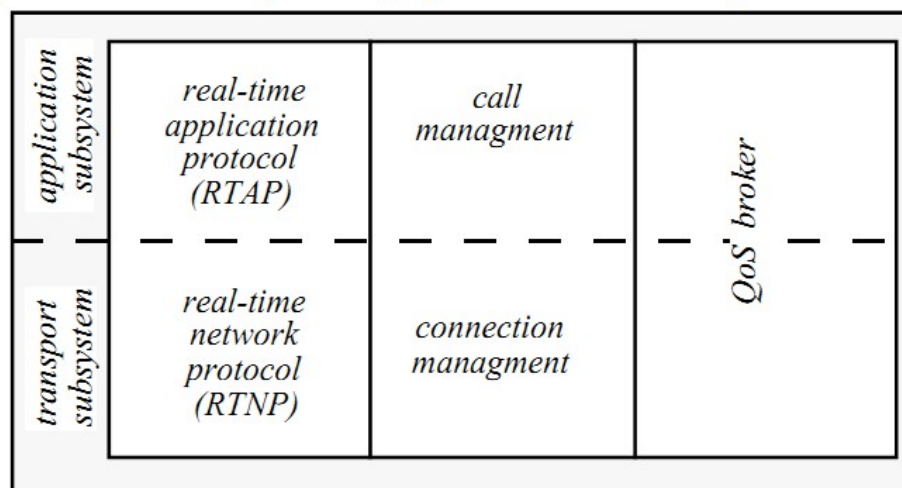 application
subsystem
real-time
application
protocol
(RTAP)
call
managment
QoS broker
transport
subsystem
real-time
network
protocol
(RTNP)
connection
managment